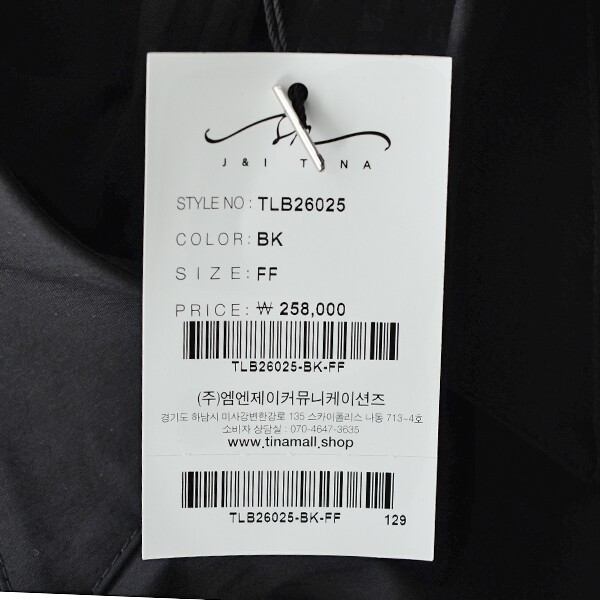 J&I TINA
STYLE NO: TLB26025
COLOR: BK
SIZE: FF
PRICE: ₩ 258,000
TLB26025-BK-FF
(주)엠엔제이커뮤니케이션즈
경기도 하남시 미사강변한강로 135 스카이폴리스 나동 713-4호
소비자 상담실 : 070-4647-3635
www.tinamall.shop
TLB26025-BK-FF 129